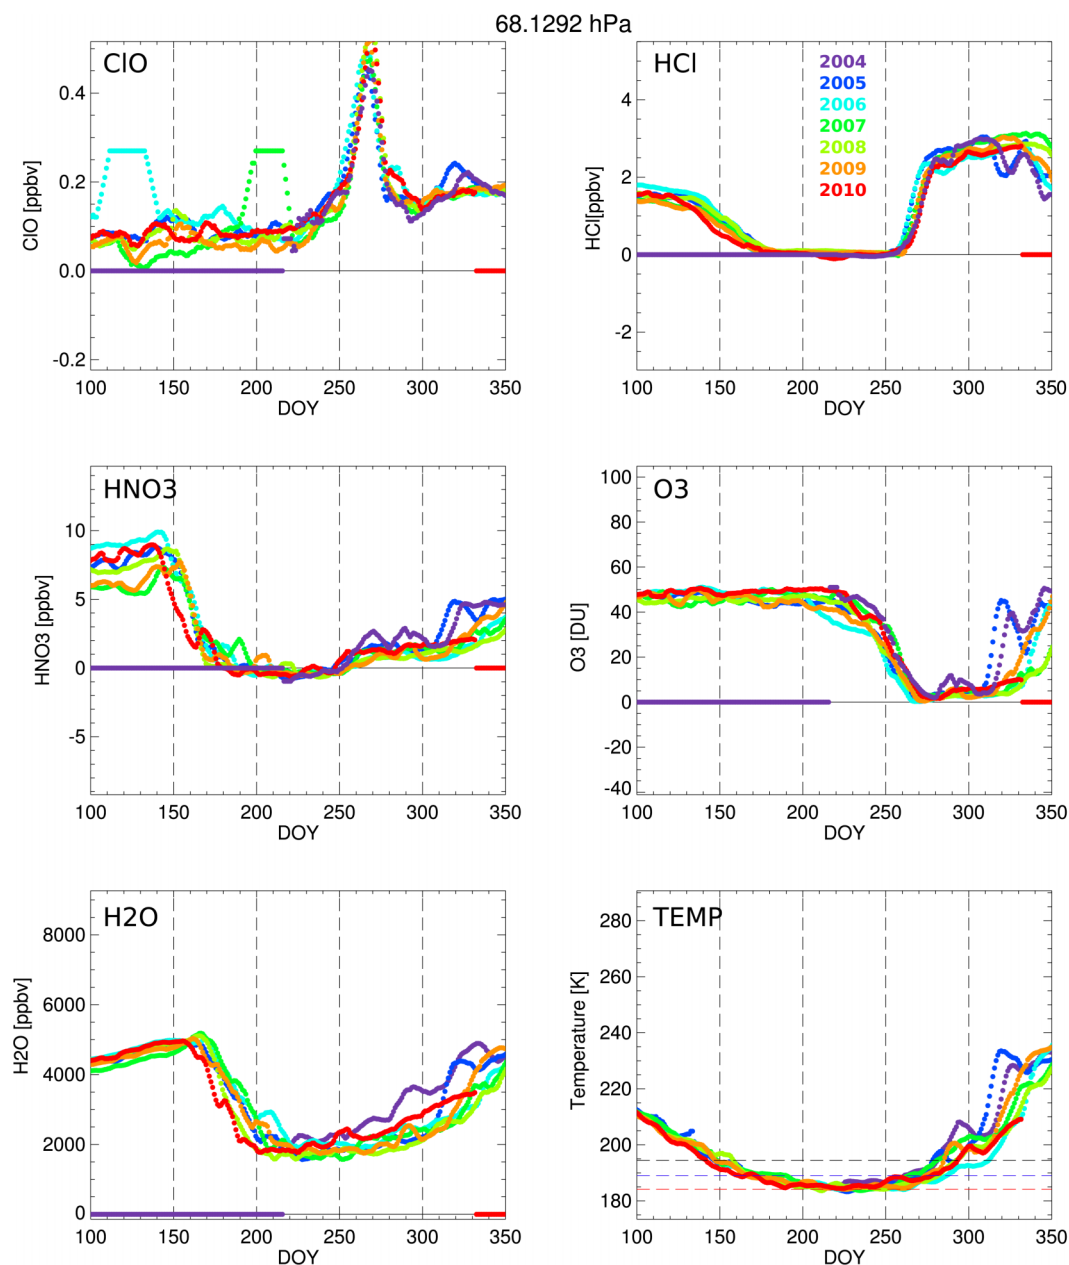 68.1292 hPa
ClO
ClO [ppbv]
0.4
0.2
0.0
-0.2
100 150 200 250 300 350
DOY
HCl
HCl[ppbv]
2004
2005
2006
2007
2008
2009
2010
4
2
0
-2
100 150 200 250 300 350
DOY
HNO3
HNO3 [ppbv]
10
5
0
-5
100 150 200 250 300 350
DOY
O3
O3 [DU]
100
80
60
40
20
0
-20
-40
100 150 200 250 300 350
DOY
H2O
H2O [ppbv]
8000
6000
4000
2000
0
100 150 200 250 300 350
DOY
TEMP
Temperature [K]
280
260
240
220
200
180
100 150 200 250 300 350
DOY